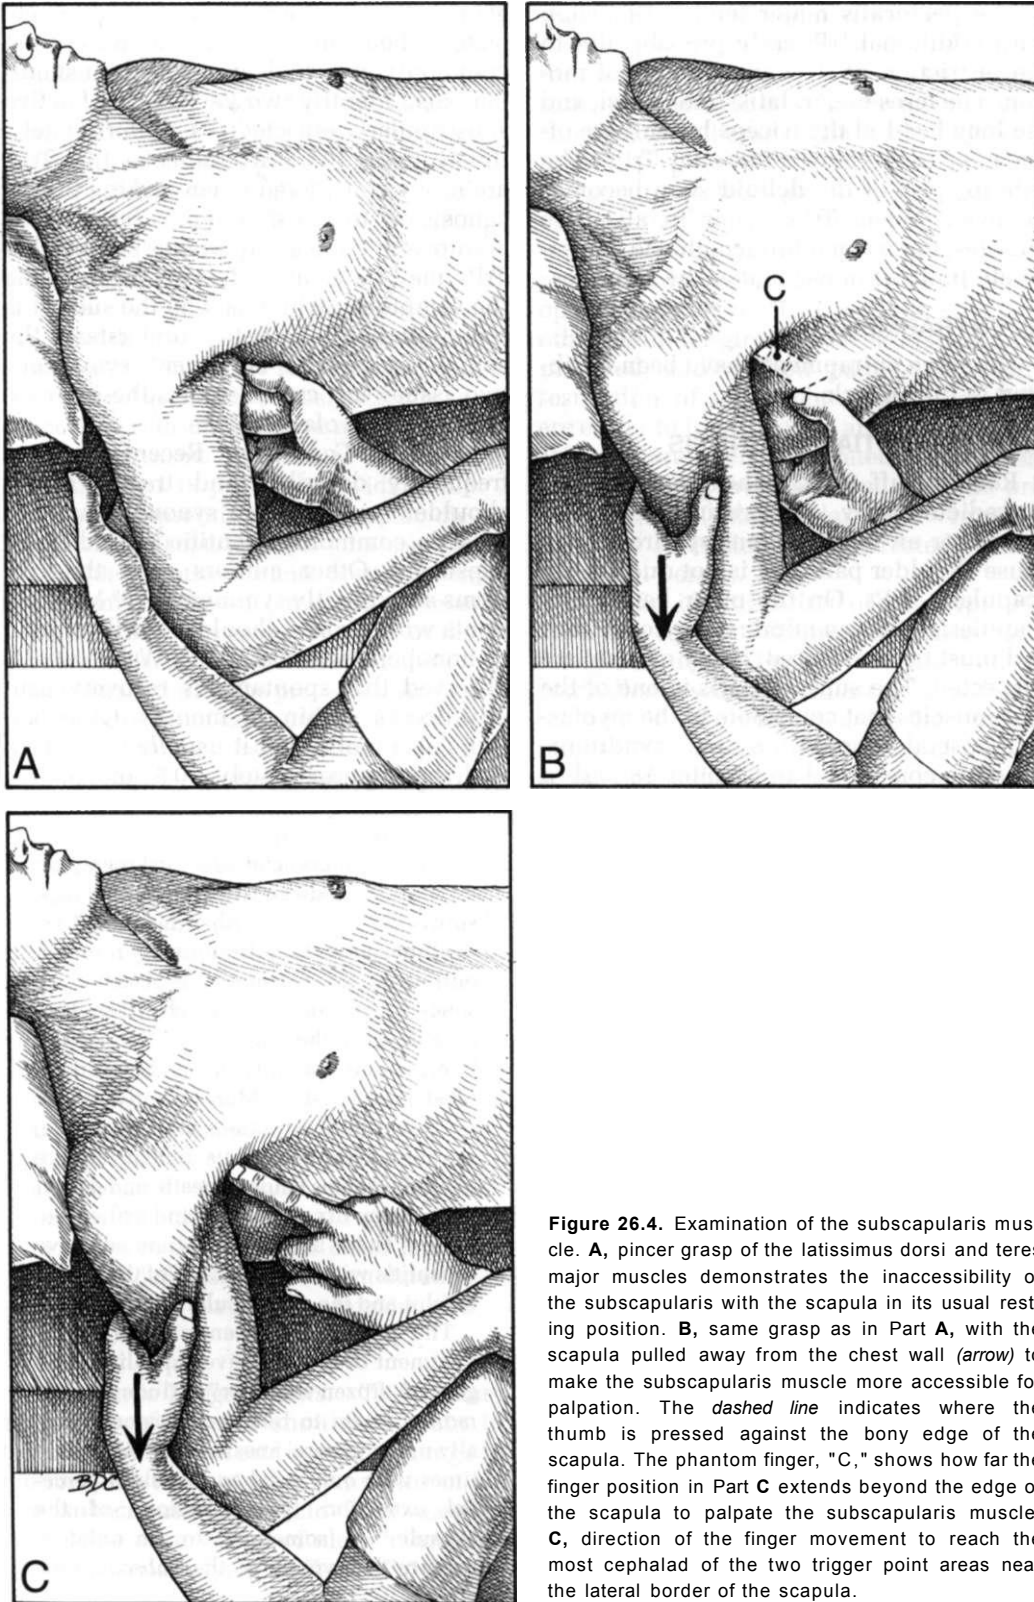 C
A
B
BDC
C
Figure 26.4. Examination of the subscapularis mus
cle. A, pincer grasp of the latissimus dorsi and teres
major muscles demonstrates the inaccessibility o
the subscapularis with the scapula in its usual rest
ing position. B, same grasp as in Part A, with the
scapula pulled away from the chest wall (arrow) to
make the subscapularis muscle more accessible fo
palpation. The dashed line indicates where the
thumb is pressed against the bony edge of the
scapula. The phantom finger, "C," shows how far the
finger position in Part C extends beyond the edge o
the scapula to palpate the subscapularis muscle
C, direction of the finger movement to reach the
most cephalad of the two trigger point areas nea
the lateral border of the scapula.